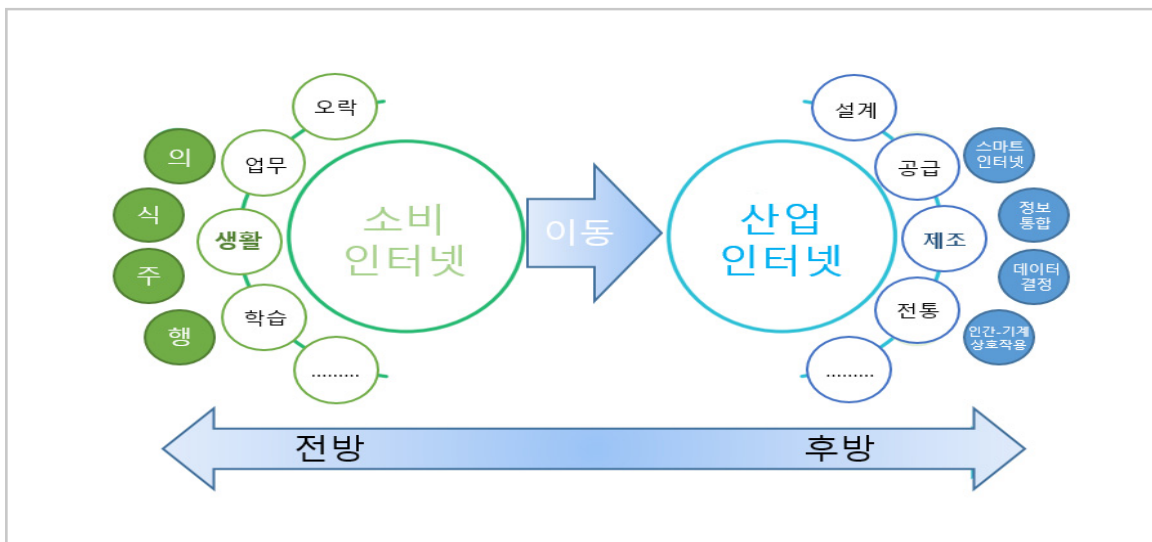 오락
업무
생활
학습
.........
의
식
주
행
소비
인터넷
이동
산업
인터넷
설계
공급
제조
전통
.........
스마트
인터넷
정보
통합
데이터
결정
인간-기계
상호작용
전방
후방